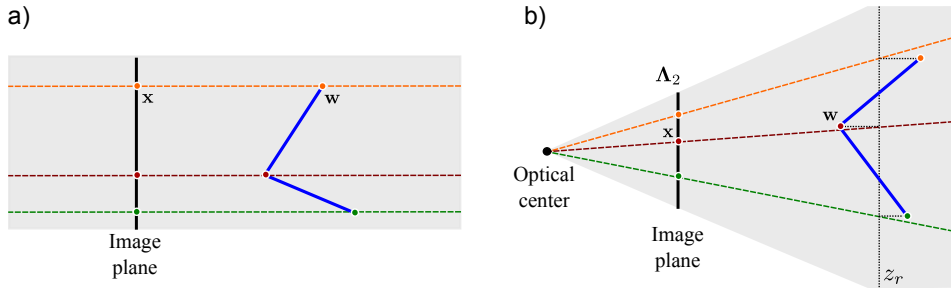 a)
x
w
Image
plane
b)
Λ₂
x
w
Optical
center
Image
plane
zᵣ